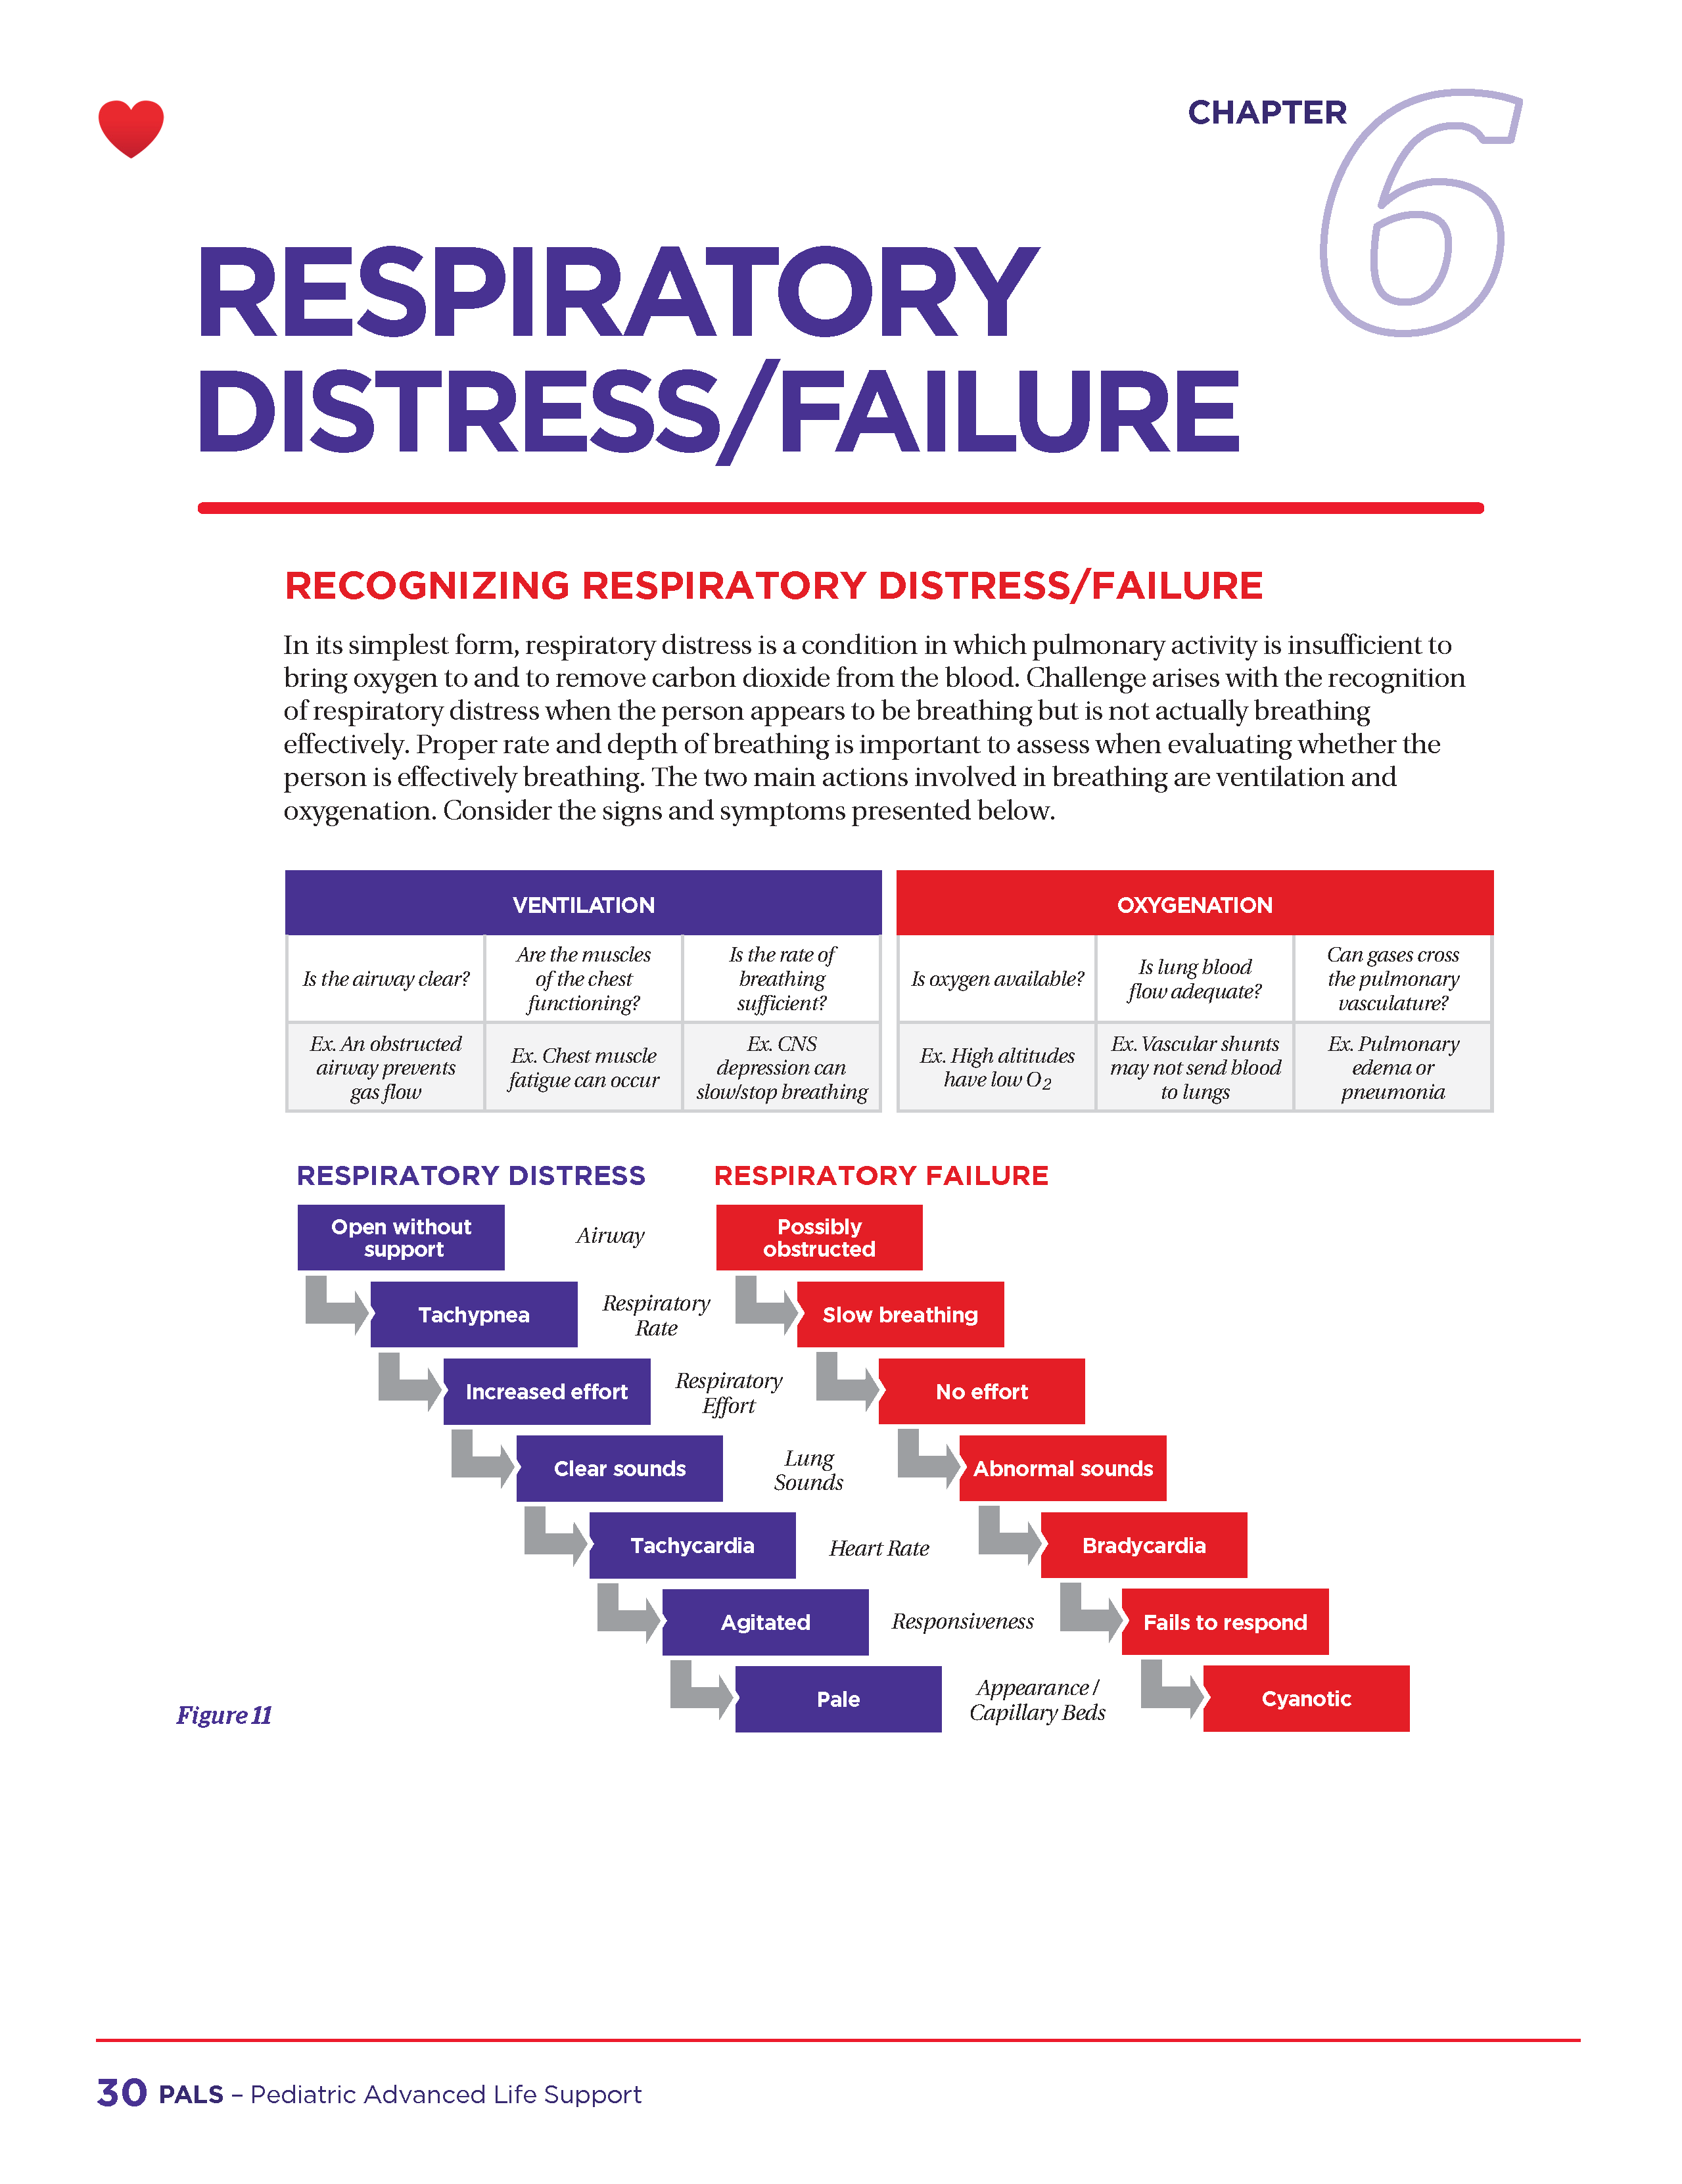 CHAPTER 6
RESPIRATORY
DISTRESS/FAILURE
RECOGNIZING RESPIRATORY DISTRESS/FAILURE
In its simplest form, respiratory distress is a condition in which pulmonary activity is insufficient to
bring oxygen to and to remove carbon dioxide from the blood. Challenge arises with the recognition
of respiratory distress when the person appears to be breathing but is not actually breathing
effectively. Proper rate and depth of breathing is important to assess when evaluating whether the
person is effectively breathing. The two main actions involved in breathing are ventilation and
oxygenation. Consider the signs and symptoms presented below.
VENTILATION
Is the airway clear?
Are the muscles
of the chest
functioning?
Is the rate of
breathing
sufficient?
Ex. An obstructed
airway prevents
gas flow
Ex. Chest muscle
fatigue can occur
Ex. CNS
depression can
slow/stop breathing
OXYGENATION
Is oxygen available?
Is lung blood
flow adequate?
Can gases cross
the pulmonary
vasculature?
Ex. High altitudes
have low O2
Ex. Vascular shunts
may not send blood
to lungs
Ex. Pulmonary
edema or
pneumonia
RESPIRATORY DISTRESS
RESPIRATORY FAILURE
Open without
support
Airway
Possibly
obstructed
Tachypnea
Respiratory
Rate
Slow breathing
Increased effort
Respiratory
Effort
No effort
Clear sounds
Lung
Sounds
Abnormal sounds
Tachycardia
Heart Rate
Bradycardia
Agitated
Responsiveness
Fails to respond
Pale
Appearance /
Capillary Beds
Cyanotic
Figure 11
30 PALS – Pediatric Advanced Life Support